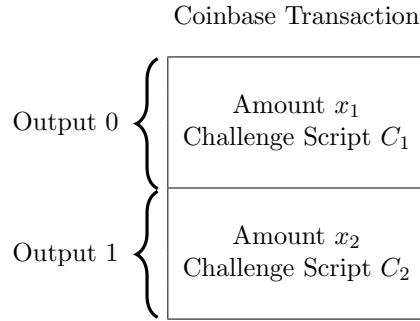 Coinbase Transaction
Output 0
Amount x₁
Challenge Script C₁
Output 1
Amount x₂
Challenge Script C₂